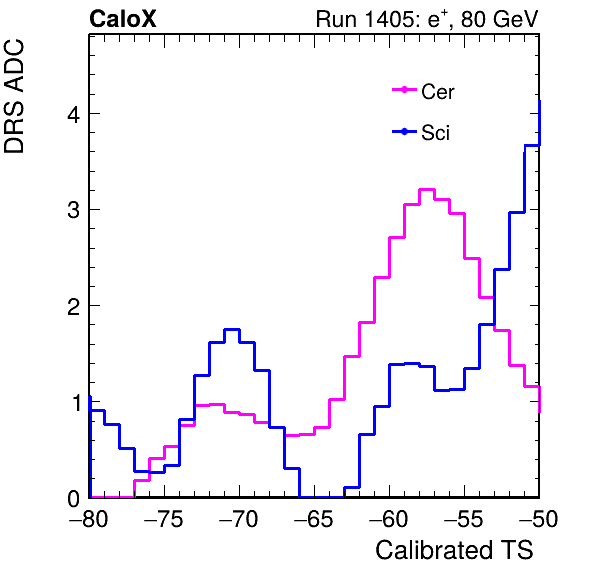 CaloX Run 1405: e⁺, 80 GeV
DRS ADC
Cer
Sci
4
3
2
1
0
−80 −75 −70 −65 −60 −55 −50
Calibrated TS